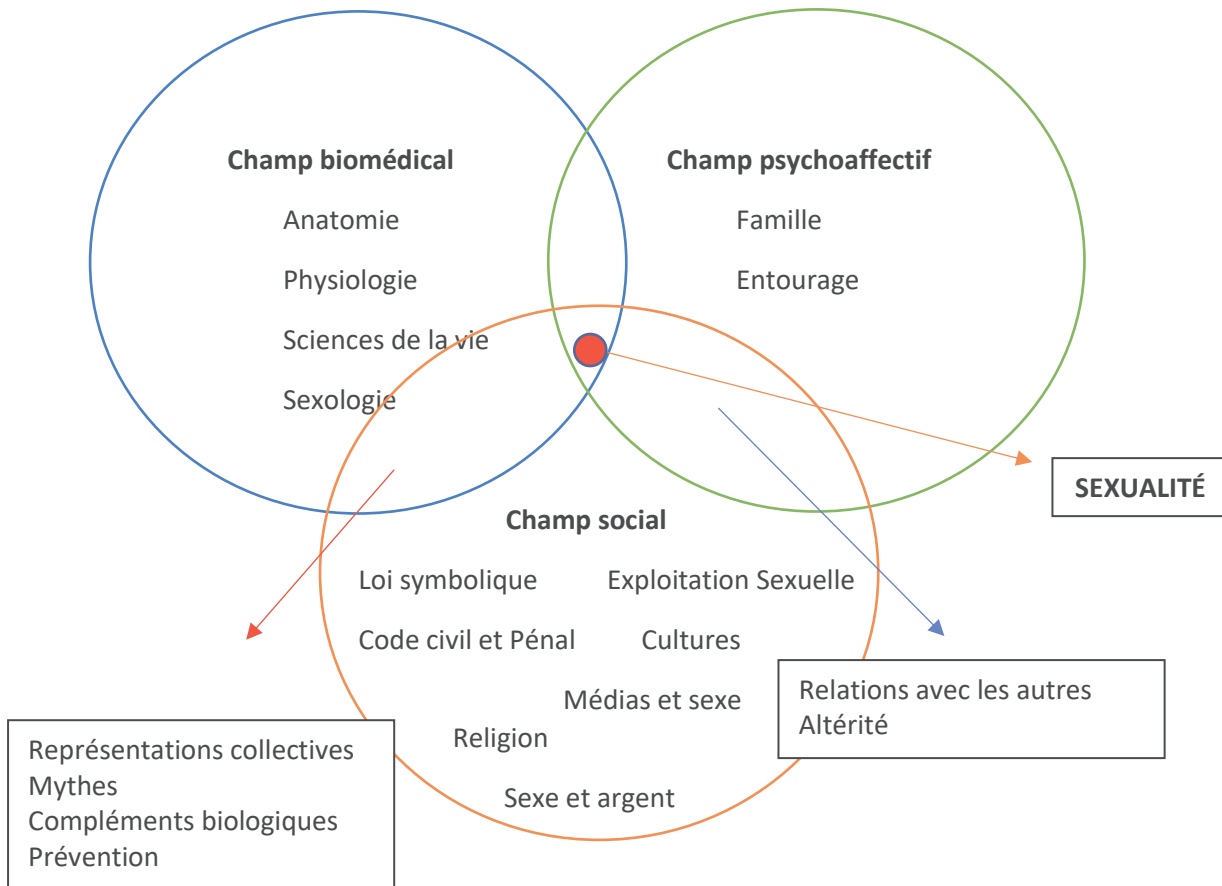 Champ biomédical
Anatomie
Physiologie
Sciences de la vie
Sexologie
Champ psychoaffectif
Famille
Entourage
SEXUALITÉ
Champ social
Loi symbolique
Exploitation Sexuelle
Code civil et Pénal
Cultures
Médias et sexe
Religion
Sexe et argent
Relations avec les autres
Altérité
Représentations collectives
Mythes
Compléments biologiques
Prévention